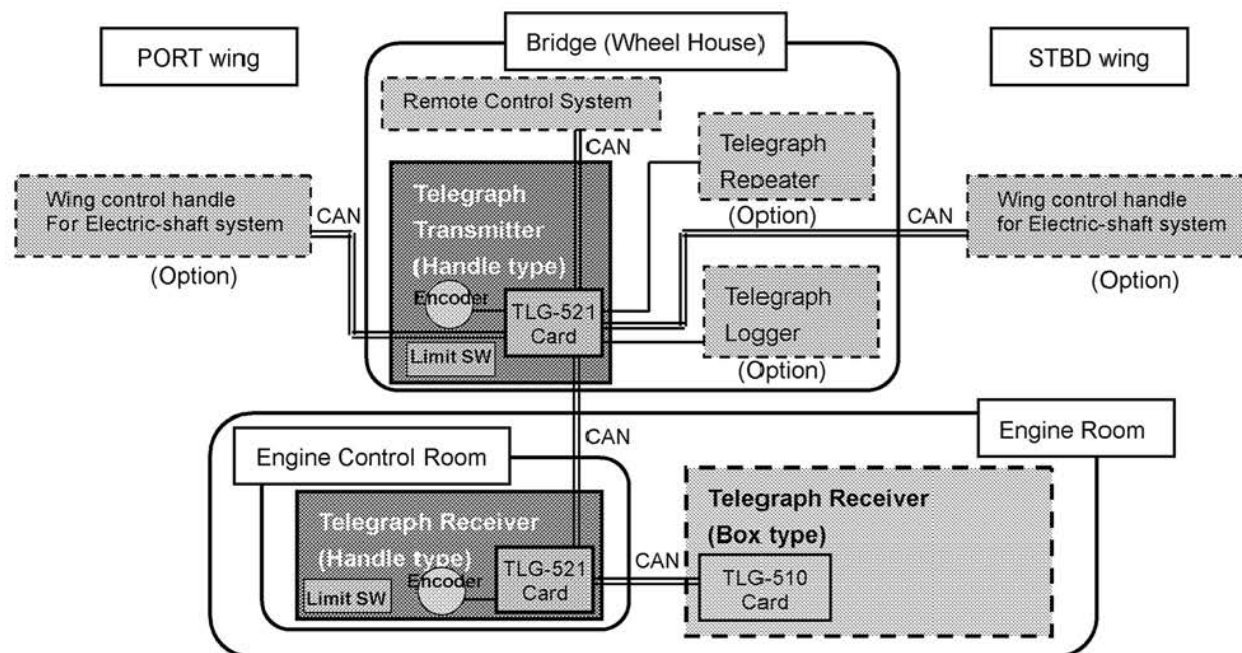 PORT wing
Bridge (Wheel House)
STBD wing
Remote Control System
CAN
Telegraph
Repeater
(Option)
Telegraph
Transmitter
(Handle type)
Wing control handle
For Electric-shaft system
(Option)
CAN
CAN
Wing control handle
for Electric-shaft system
(Option)
Encoder
TLG-521
Card
Limit SW
Telegraph
Logger
(Option)
CAN
Engine Room
Engine Control Room
Telegraph Receiver
(Handle type)
Encoder
TLG-521
Card
Limit SW
CAN
Telegraph Receiver
(Box type)
TLG-510
Card